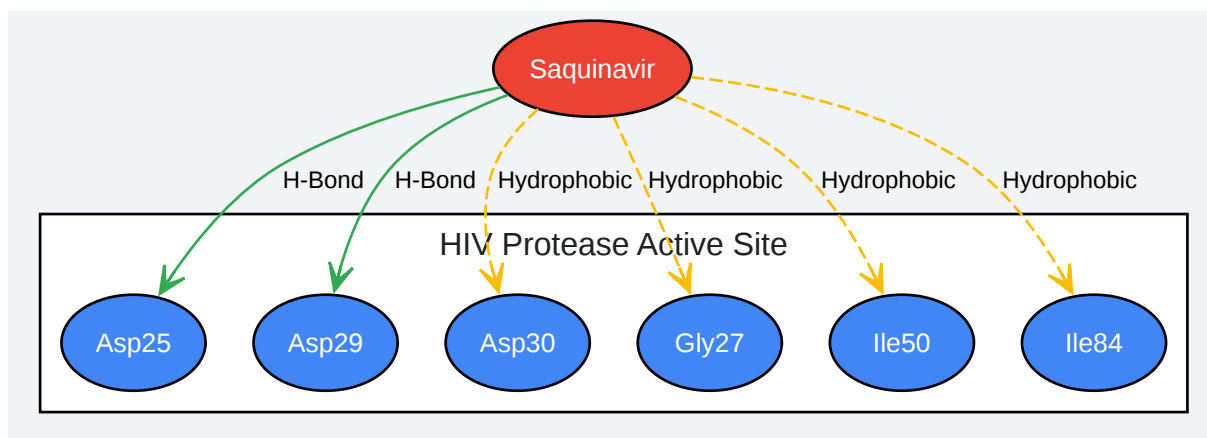 Saquinavir
H-Bond H-Bond Hydrophobic Hydrophobic Hydrophobic Hydrophobic
HIV Protease Active Site
Asp25 Asp29 Asp30 Gly27 Ile50 Ile84